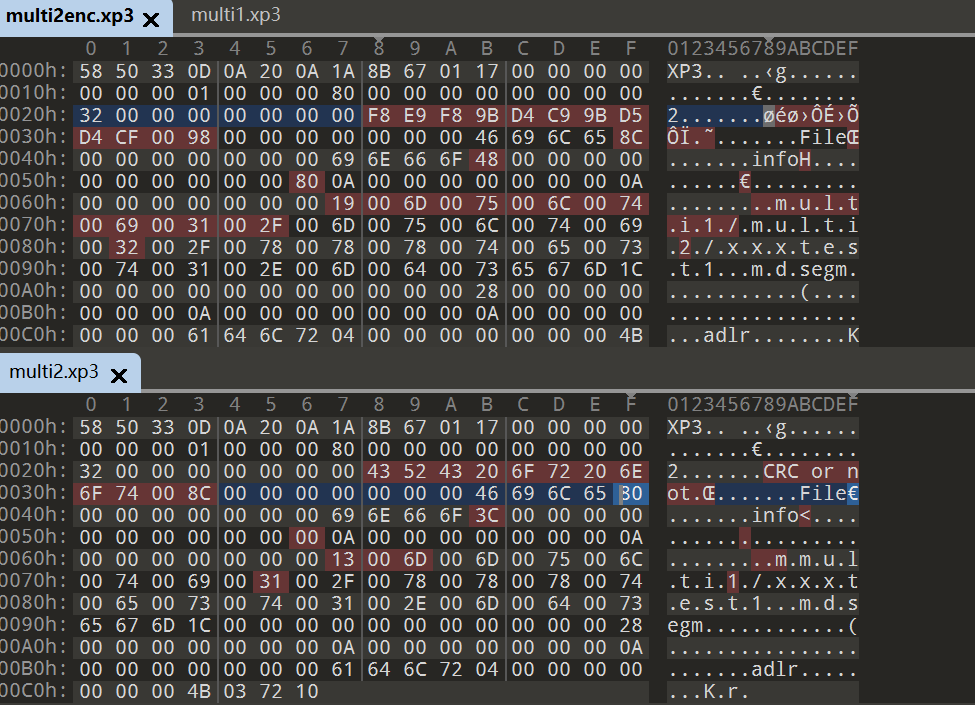 multi2enc.xp3 × multi1.xp3
0 1 2 3 4 5 6 7 8 9 A B C D E F 0123456789ABCDEF
0000h: 58 50 33 0D 0A 20 0A 1A 8B 67 01 17 00 00 00 00 XP3.. ..‹g......
0010h: 00 00 00 01 00 00 00 80 00 00 00 00 00 00 00 00 .......€........
0020h: 32 00 00 00 00 00 00 00 F8 E9 F8 9B D4 C9 9B D5 2.......øéø›ÔÉ›Õ
0030h: D4 CF 00 98 00 00 00 00 00 00 00 46 69 6C 65 8C ÔÏ.˜.......FileŒ
0040h: 00 00 00 00 00 00 00 69 6E 66 6F 48 00 00 00 00 .......infoH....
0050h: 00 00 00 00 00 00 80 0A 00 00 00 00 00 00 00 0A ......€.........
0060h: 00 00 00 00 00 00 00 19 00 6D 00 75 00 6C 00 74 .........m.u.l.t
0070h: 00 69 00 31 00 2F 00 6D 00 75 00 6C 00 74 00 69 .i.1./.m.u.l.t.i
0080h: 00 32 00 2F 00 78 00 78 00 78 00 74 00 65 00 73 .2./.x.x.x.t.e.s
0090h: 00 74 00 31 00 2E 00 6D 00 64 00 73 65 67 6D 1C .t.1...m.d.segm.
00A0h: 00 00 00 00 00 00 00 00 00 00 00 28 00 00 00 00 ...........(....
00B0h: 00 00 00 0A 00 00 00 00 00 00 00 0A 00 00 00 00 ................
00C0h: 00 00 00 61 64 6C 72 04 00 00 00 00 00 00 00 4B ...adlr........K
multi2.xp3 ×
0 1 2 3 4 5 6 7 8 9 A B C D E F 0123456789ABCDEF
0000h: 58 50 33 0D 0A 20 0A 1A 8B 67 01 17 00 00 00 00 XP3.. ..‹g......
0010h: 00 00 00 01 00 00 00 80 00 00 00 00 00 00 00 00 .......€........
0020h: 32 00 00 00 00 00 00 00 43 52 43 20 6F 72 20 6E 2.......CRC or n
0030h: 6F 74 00 8C 00 00 00 00 00 00 00 46 69 6C 65 80 ot.Œ.......File€
0040h: 00 00 00 00 00 00 00 69 6E 66 6F 3C 00 00 00 00 .......info<....
0050h: 00 00 00 00 00 00 00 0A 00 00 00 00 00 00 00 0A ................
0060h: 00 00 00 00 00 00 00 13 00 6D 00 6D 00 75 00 6C .........m.mu.l
0070h: 00 74 00 69 00 31 00 2F 00 78 00 78 00 78 00 74 .t.i.1./.x.x.x.t
0080h: 00 65 00 73 00 74 00 31 00 2E 00 6D 00 64 00 73 .e.s.t.1...m.d.s
0090h: 65 67 6D 1C 00 00 00 00 00 00 00 00 00 00 00 28 egm............(
00A0h: 00 00 00 00 00 00 00 0A 00 00 00 00 00 00 00 0A ................
00B0h: 00 00 00 00 00 00 00 61 64 6C 72 04 00 00 00 00 .......adlr.....
00C0h: 00 00 00 4B 03 72 10 ...K.r.